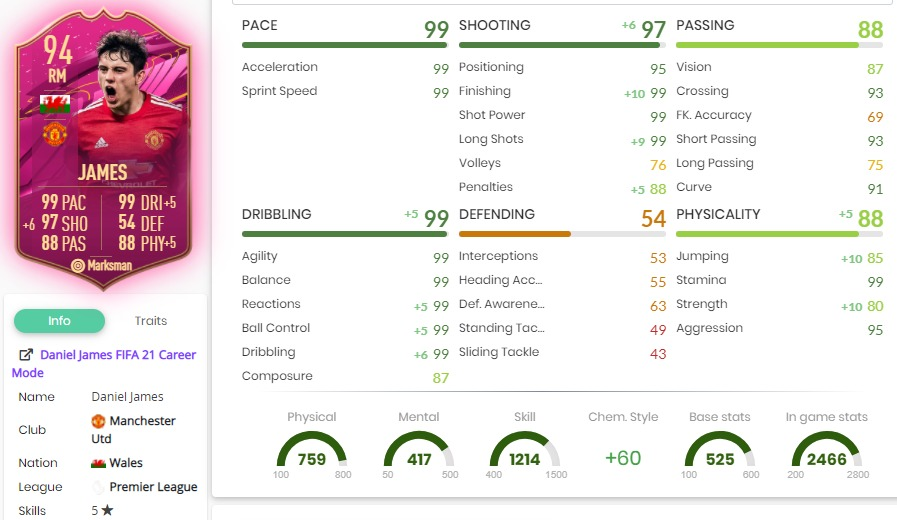 94
RM
JAMES
99 PAC 99 DRI+5
+6 97 SHO 54 DEF
88 PAS 88 PHY+5
Marksman
Info Traits
Daniel James FIFA 21 Career
Mode
Name Daniel James
Club Manchester
Utd
Nation Wales
League Premier League
Skills 5 ★
PACE 99
Acceleration 99
Sprint Speed 99
SHOOTING +6 97
Positioning 95
Finishing +10 99
Shot Power 99
Long Shots +9 99
Volleys 76
Penalties +5 88
PASSING 88
Vision 87
Crossing 93
FK. Accuracy 69
Short Passing 93
Long Passing 75
Curve 91
DRIBBLING +5 99
Agility 99
Balance 99
Reactions +5 99
Ball Control +5 99
Dribbling +6 99
Composure 87
DEFENDING 54
Interceptions 53
Heading Acc... 55
Def. Awarene... 63
Standing Tac... 49
Sliding Tackle 43
PHYSICALITY +5 88
Jumping +10 85
Stamina 99
Strength +10 80
Aggression 95
Physical Mental Skill Chem. Style Base stats In game stats
759 417 1214 +60 525 2466
100 800 50 500 400 1500 100 600 200 2800